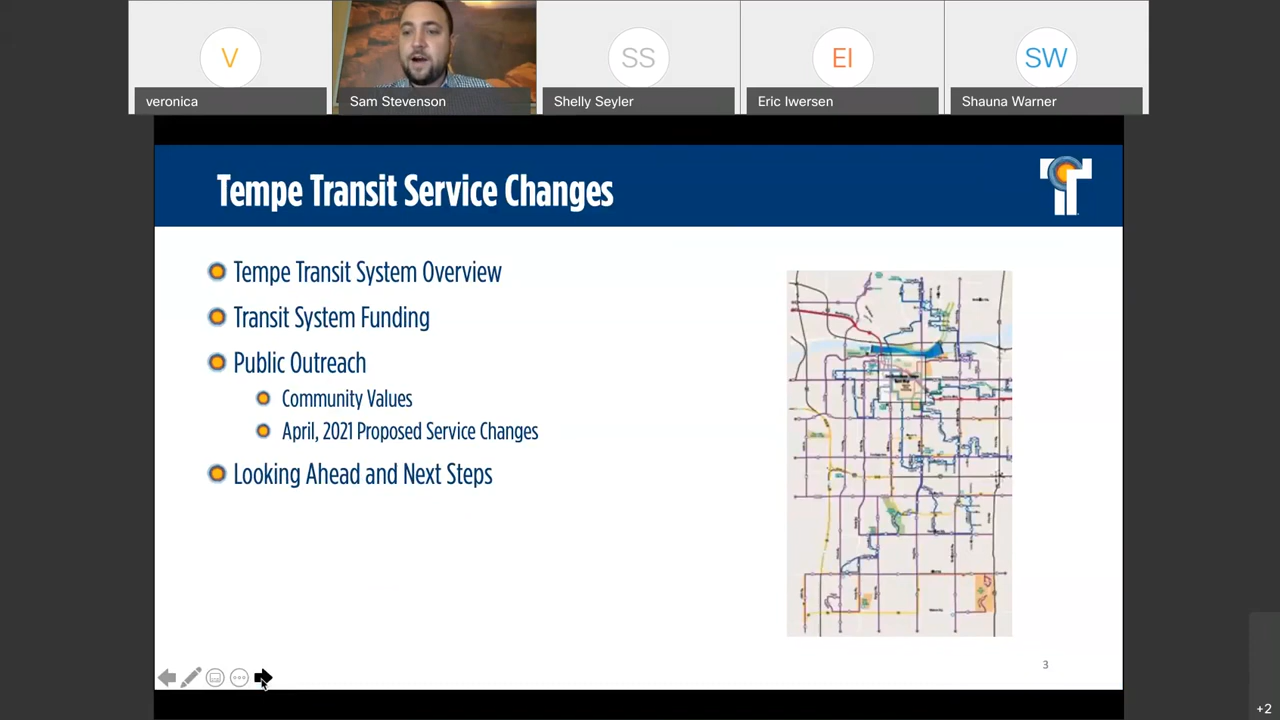 V
SS
EI
SW
veronica
Sam Stevenson
Shelly Seyler
Eric Iwersen
Shauna Warner
Tempe Transit Service Changes
Tempe Transit System Overview
Transit System Funding
Public Outreach
Community Values
April, 2021 Proposed Service Changes
Looking Ahead and Next Steps
3
+2